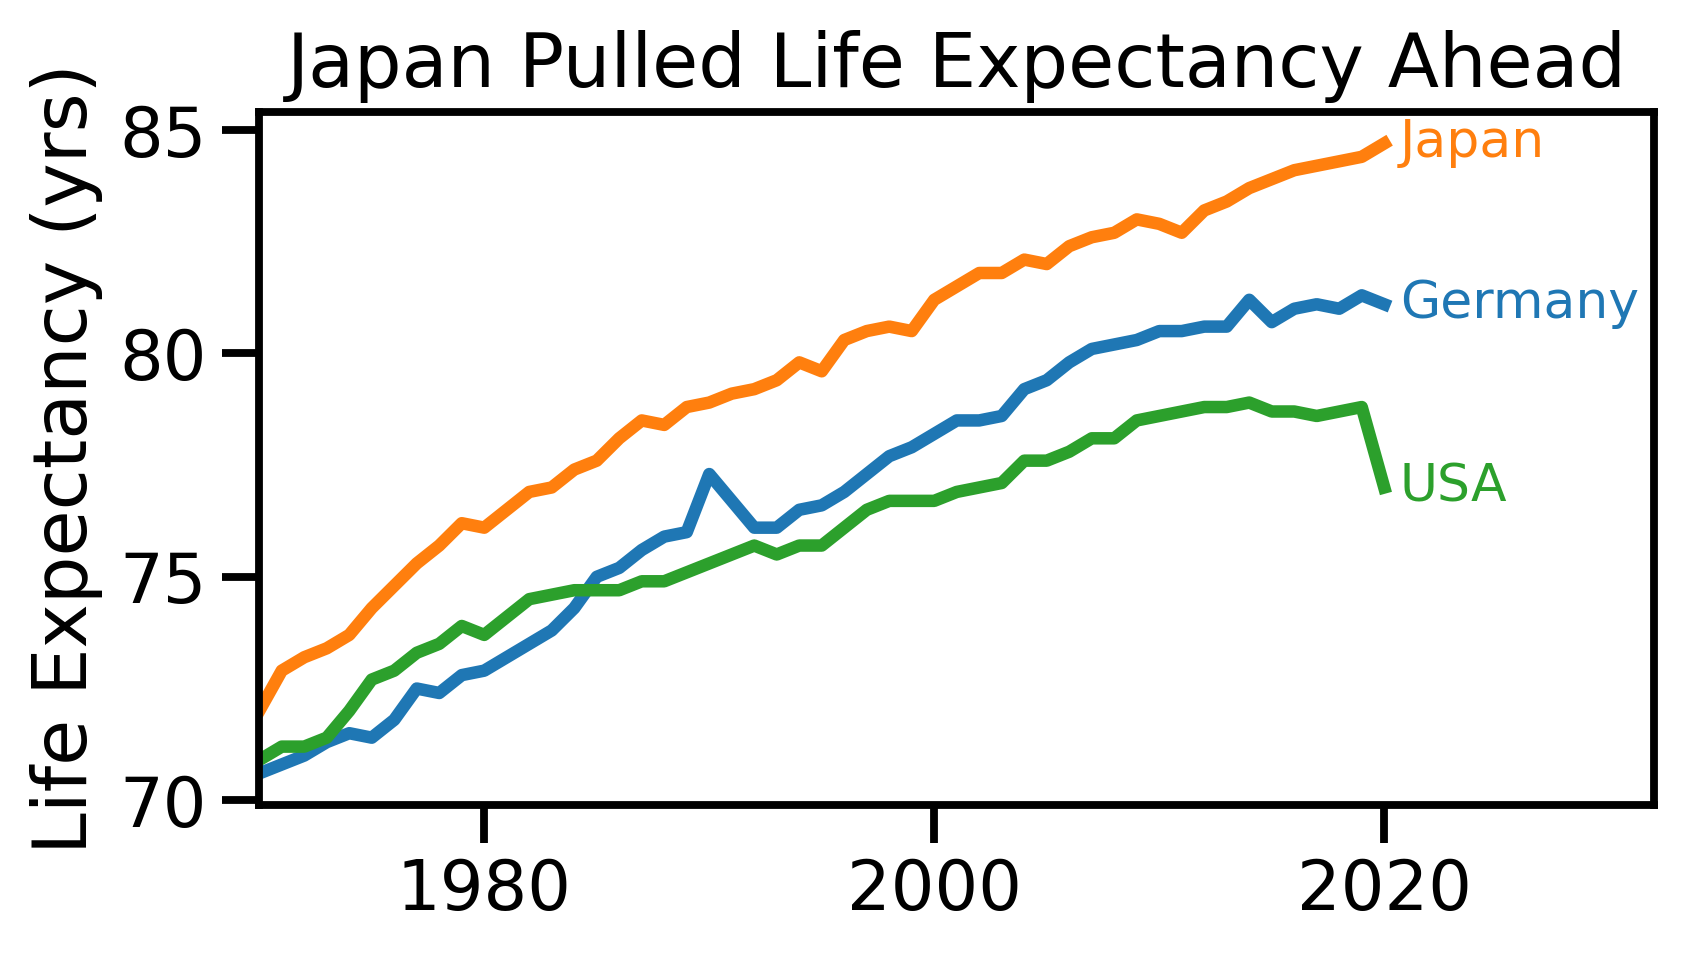 Japan Pulled Life Expectancy Ahead
Life Expectancy (yrs)
85
80
75
70
Japan
Germany
USA
1980
2000
2020